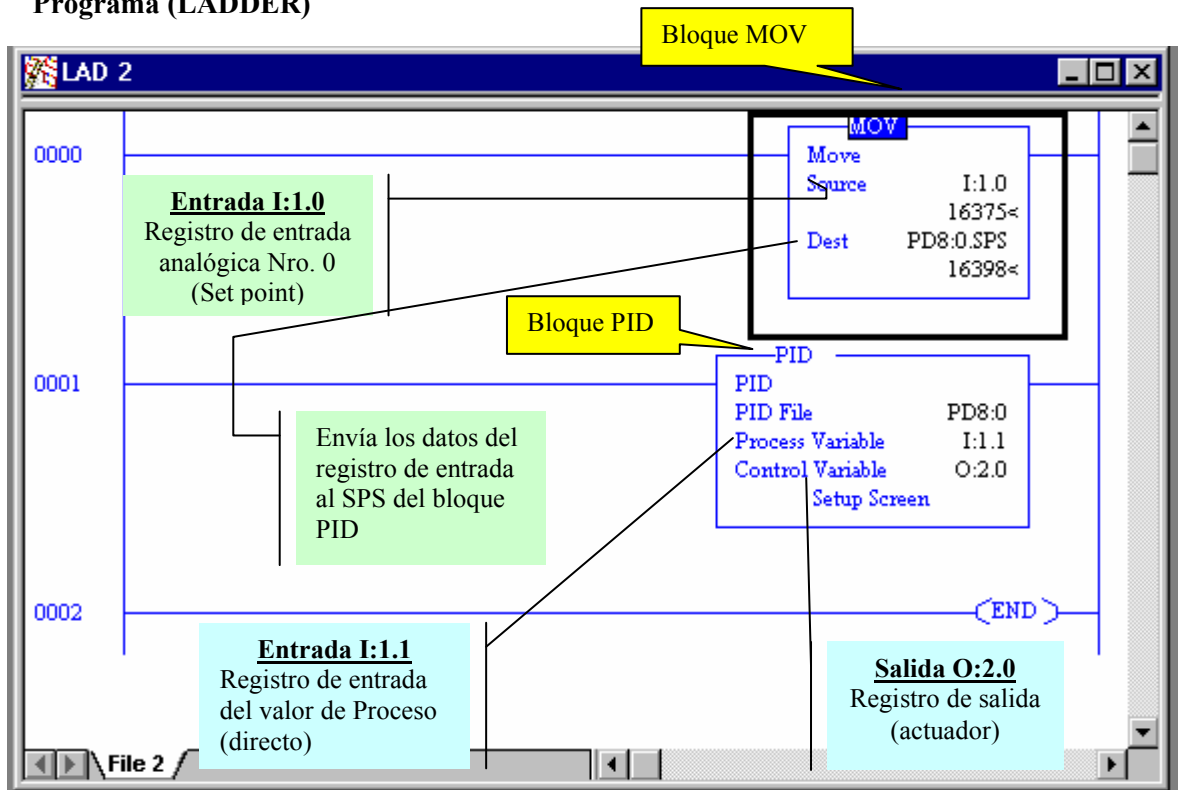 Programa (LADDER)
Bloque MOV
LAD 2
0000
MOV
Move
Source I:1.0
16375<
Dest PD8:0.SPS
16398<
Entrada I:1.0
Registro de entrada
analógica Nro. 0
(Set point)
Bloque PID
0001
PID
PID
PID File PD8:0
Process Variable I:1.1
Control Variable O:2.0
Setup Screen
Envía los datos del
registro de entrada
al SPS del bloque
PID
0002
END
Entrada I:1.1
Registro de entrada
del valor de Proceso
(directo)
Salida O:2.0
Registro de salida
(actuador)
File 2